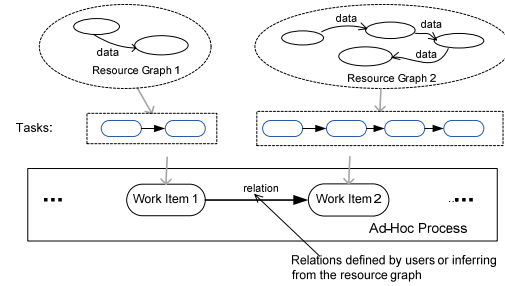 data
Resource Graph 1
data
data
data
Resource Graph 2
Tasks:
...
Work Item 1
relation
Work Item 2
...
Ad-Hoc Process
Relations defined by users or inferring
from the resource graph